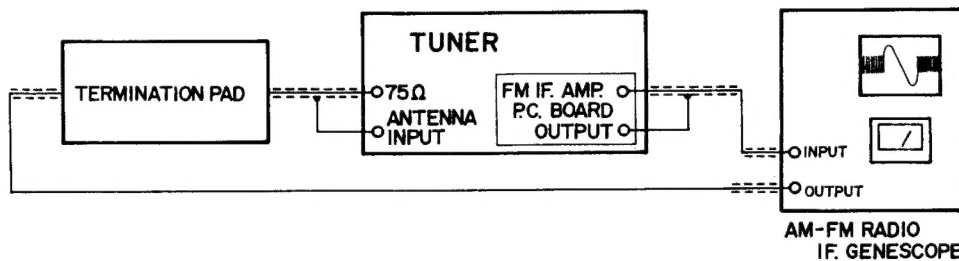 TERMINATION PAD
TUNER
75Ω
ANTENNA
INPUT
FM IF. AMP.
P.C. BOARD
OUTPUT
INPUT
OUTPUT
AM-FM RADIO
IF. GENESCOPE